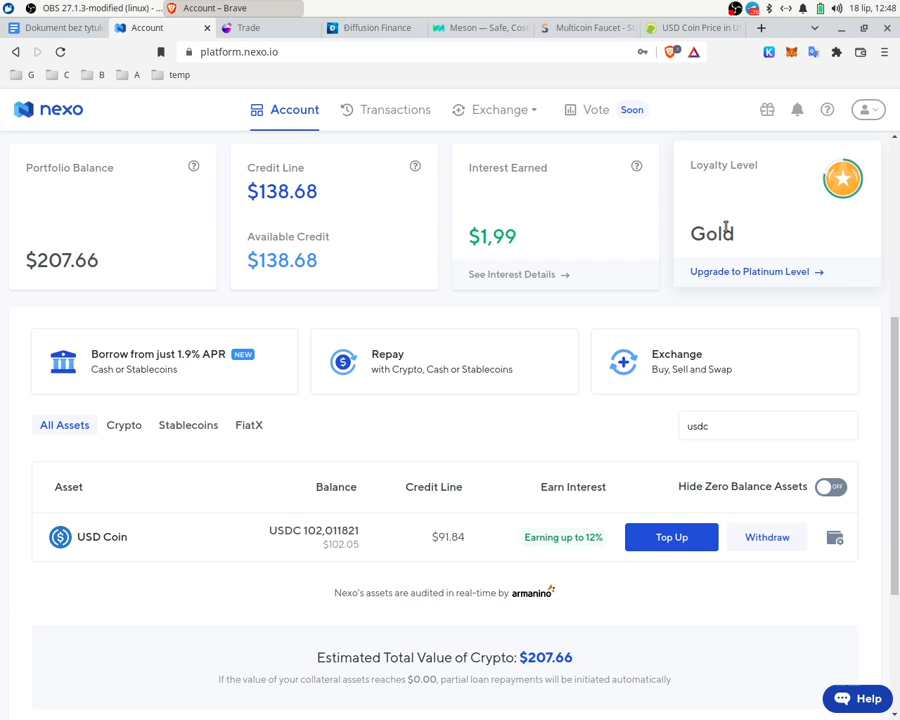 OBS 27.1.3-modified (linux) - ... Account – Brave 18 lip, 12:48
Dokument bez tytułu Account Trade Điffusion Finance Meson — Safe, Cost Multicoin Faucet - St USD Coin Price in U
platform.nexo.io
G C B A temp
nexo Account Transactions Exchange Vote Soon
Portfolio Balance
$207.66
Credit Line
$138.68
Available Credit
$138.68
Interest Earned
$1,99
See Interest Details →
Loyalty Level
Gold
Upgrade to Platinum Level →
Borrow from just 1.9% APR NEW
Cash or Stablecoins
Repay
with Crypto, Cash or Stablecoins
Exchange
Buy, Sell and Swap
All Assets Crypto Stablecoins FiatX usdc
Asset Balance Credit Line Earn Interest Hide Zero Balance Assets OFF
USD Coin USDC 102,011821 $91.84 Earning up to 12% Top Up Withdraw
$102.05
Nexo's assets are audited in real-time by armanino
Estimated Total Value of Crypto: $207.66
If the value of your collateral assets reaches $0.00, partial loan repayments will be initiated automatically
Help